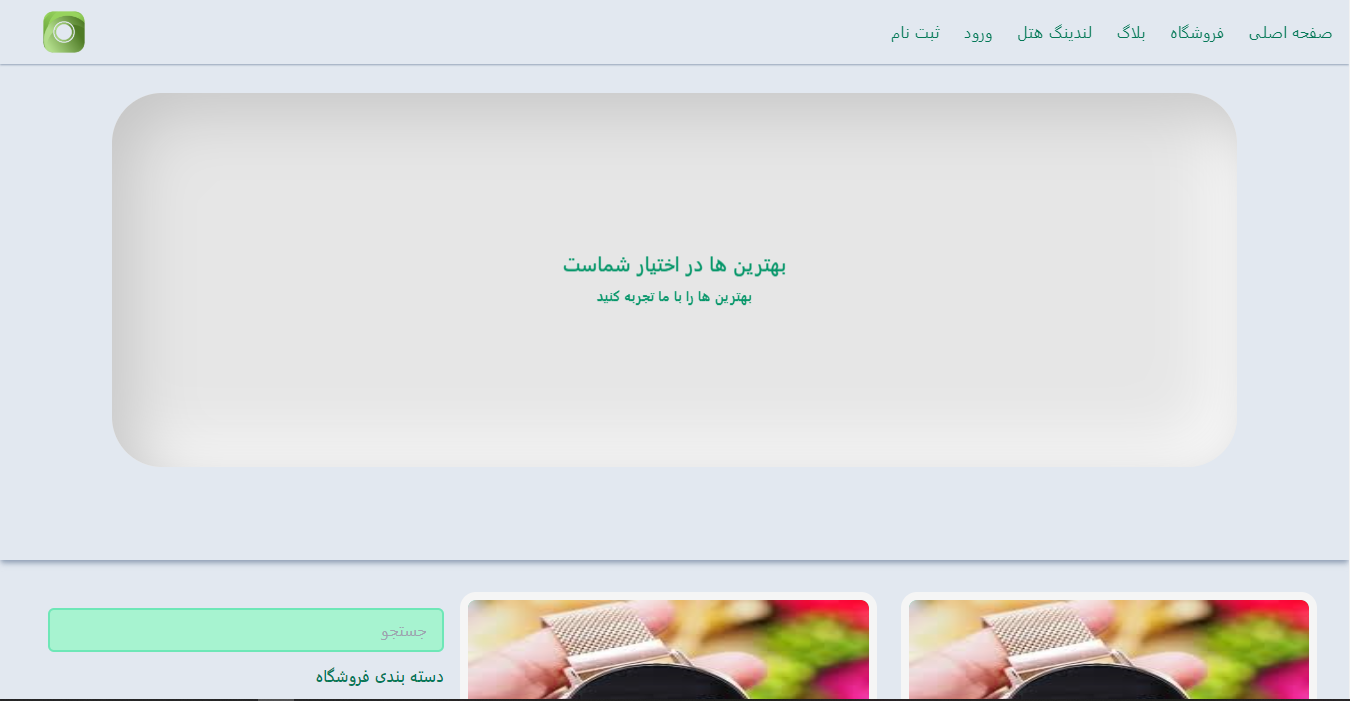 صفحه اصلی فروشگاه بلاگ لندینگ هتل ورود ثبت نام
بهترین ها در اختیار شماست
بهترین ها را با ما تجربه کنید
جستجو
دسته بندی فروشگاه